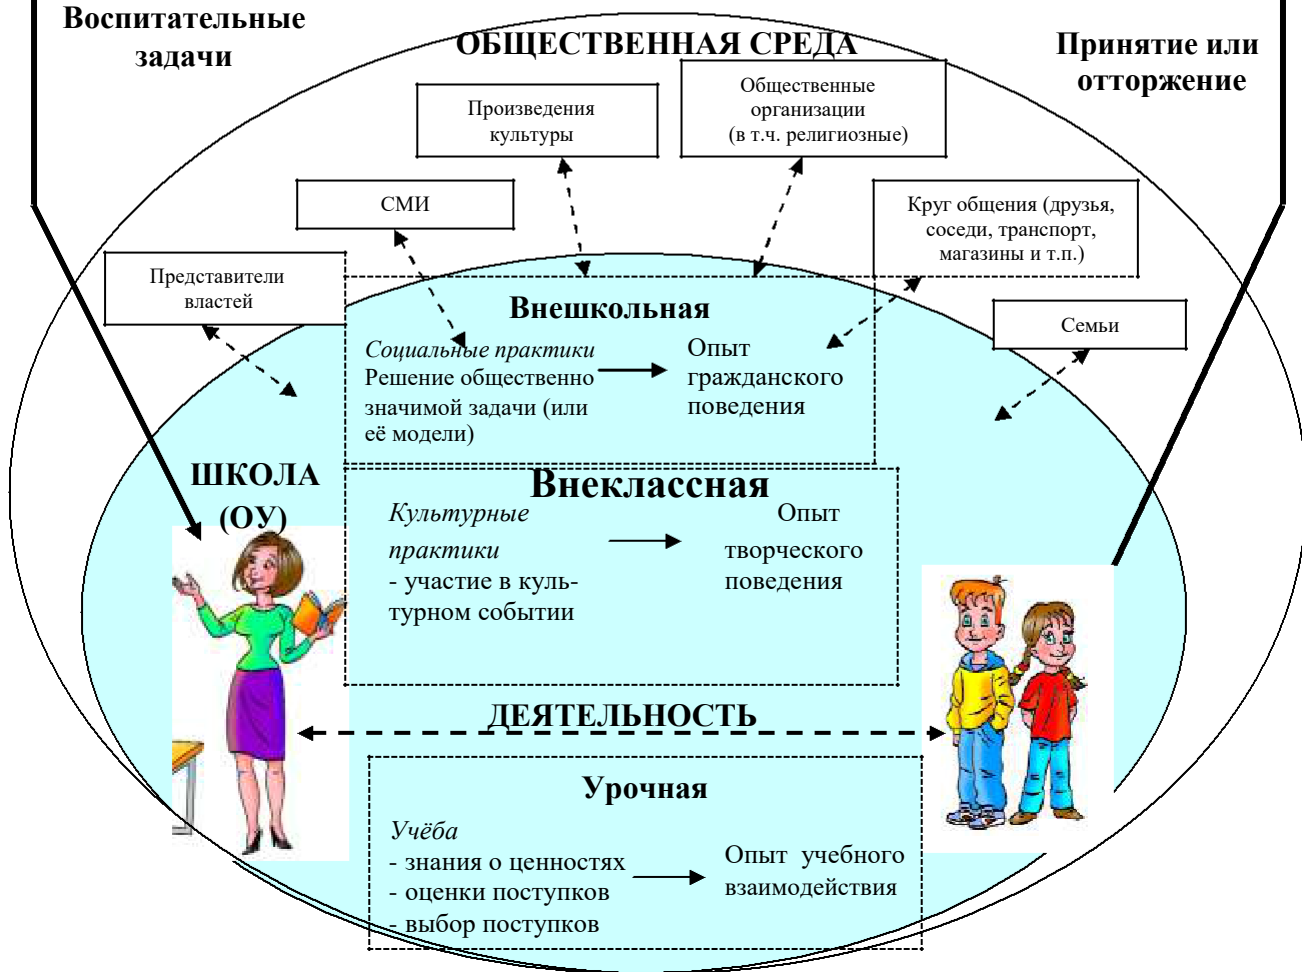 Воспитательные
задачи
ОБЩЕСТВЕННАЯ СРЕДА
Принятие или
отторжение
Произведения
культуры
Общественные
организации
(в т.ч. религиозные)
СМИ
Круг общения (друзья,
соседи, транспорт,
магазины и т.п.)
Представители
властей
Семьи
Внешкольная
Социальные практики
Решение общественно
значимой задачи (или
её модели)
Опыт
гражданского
поведения
ШКОЛА
(ОУ)
Внеклассная
Культурные
практики
- участие в куль-
турном событии
Опыт
творческого
поведения
ДЕЯТЕЛЬНОСТЬ
Урочная
Учёба
- знания о ценностях
- оценки поступков
- выбор поступков
Опыт учебного
взаимодействия